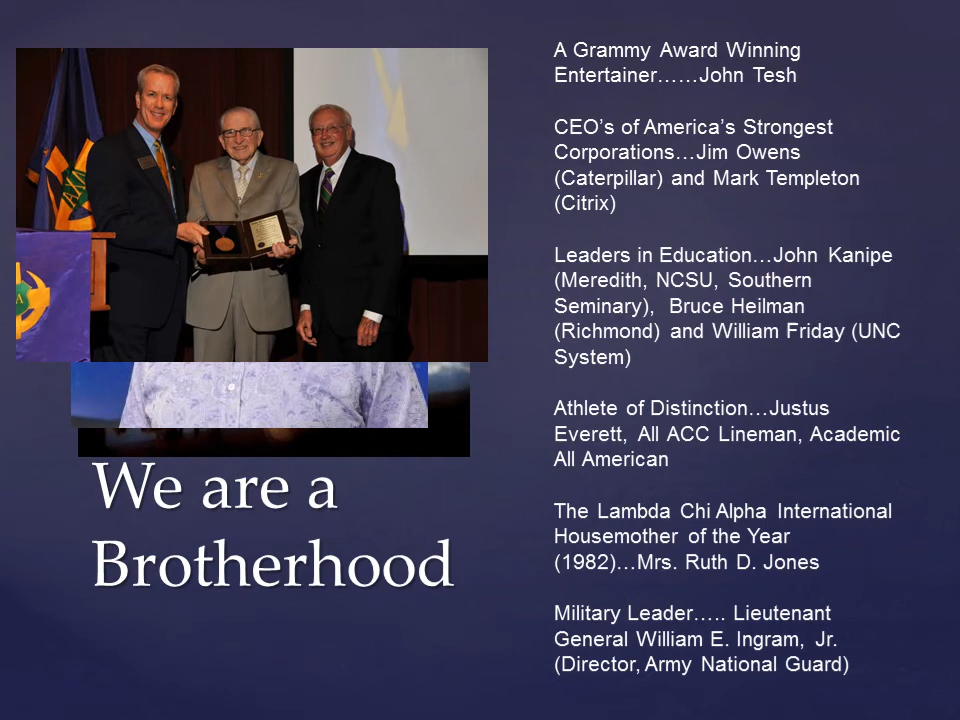 ΑΧΑ
A
We are a
Brotherhood
A Grammy Award Winning
Entertainer……John Tesh
CEO’s of America’s Strongest
Corporations…Jim Owens
(Caterpillar) and Mark Templeton
(Citrix)
Leaders in Education…John Kanipe
(Meredith, NCSU, Southern
Seminary),  Bruce Heilman
(Richmond) and William Friday (UNC
System)
Athlete of Distinction…Justus
Everett, All ACC Lineman, Academic
All American
The Lambda Chi Alpha International
Housemother of the Year
(1982)…Mrs. Ruth D. Jones
Military Leader….. Lieutenant
General William E. Ingram, Jr.
(Director, Army National Guard)